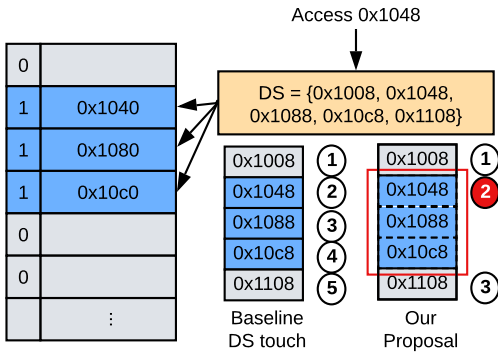 Access 0x1048
DS = {0x1008, 0x1048,
0x1088, 0x10c8, 0x1108}
0
1 0x1040
1 0x1080
1 0x10c0
0
0
⋮
0x1008 1
0x1048 2
0x1088 3
0x10c8 4
0x1108 5
Baseline
DS touch
0x1008 1
0x1048 2
0x1088
0x10c8
0x1108 3
Our
Proposal